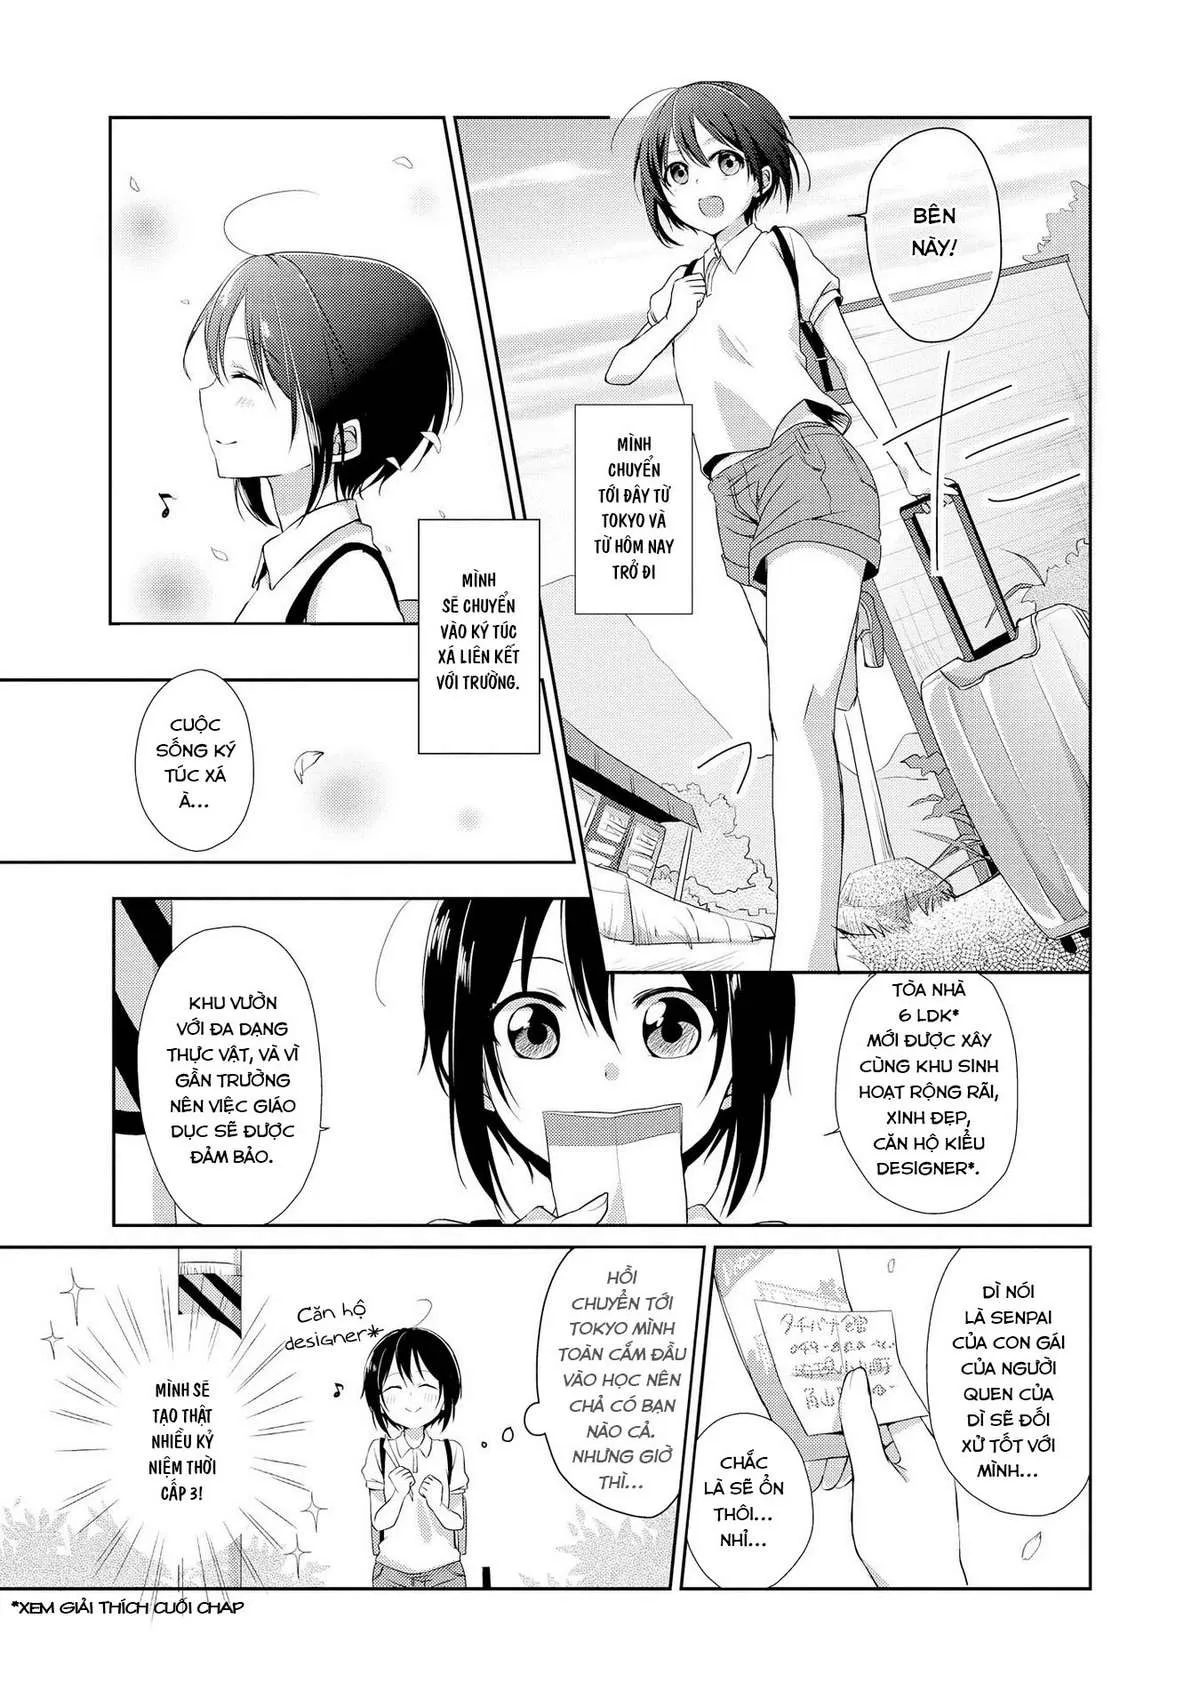 BÊN
NÀY!
MÌNH
CHUYỂN
TỚI ĐÂY TỪ
TOKYO VÀ
TỪ HÔM NAY
TRỞ ĐI
MÌNH
SẼ CHUYỂN
VÀO KÝ TÚC
XÁ LIÊN KẾT
VỚI TRƯỜNG.
CUỘC
SỐNG KÝ
TÚC XÁ
À...
TÒA NHÀ
6 LDK*
MỚI ĐƯỢC XÂY
CÙNG KHU SINH
HOẠT RỘNG RÃI,
XINH ĐẸP,
CĂN HỘ KIỂU
DESIGNER*.
KHU VƯỜN
VỚI ĐA DẠNG
THỰC VẬT, VÀ VÌ
GẦN TRƯỜNG
NÊN VIỆC GIÁO
DỤC SẼ ĐƯỢC
ĐẢM BẢO.
DÌ NÓI
LÀ SENPAI
CỦA CON GÁI
CỦA NGƯỜI
QUEN CỦA
DÌ SẼ ĐỐI
XỬ TỐT VỚI
MÌNH...
CHẮC
LÀ SẼ ỔN
THÔI...
NHỈ...
HỒI
CHUYỂN TỚI
TOKYO MÌNH
TOÀN CẮM ĐẦU
VÀO HỌC NÊN
CHẢ CÓ BẠN
NÀO CẢ.
NHƯNG GIỜ
THÌ...
Căn hộ
designer*
MÌNH SẼ
TẠO THẬT
NHIỀU KỶ
NIỆM THỜI
CẤP 3!
*XEM GIẢI THÍCH CUỐI CHAP